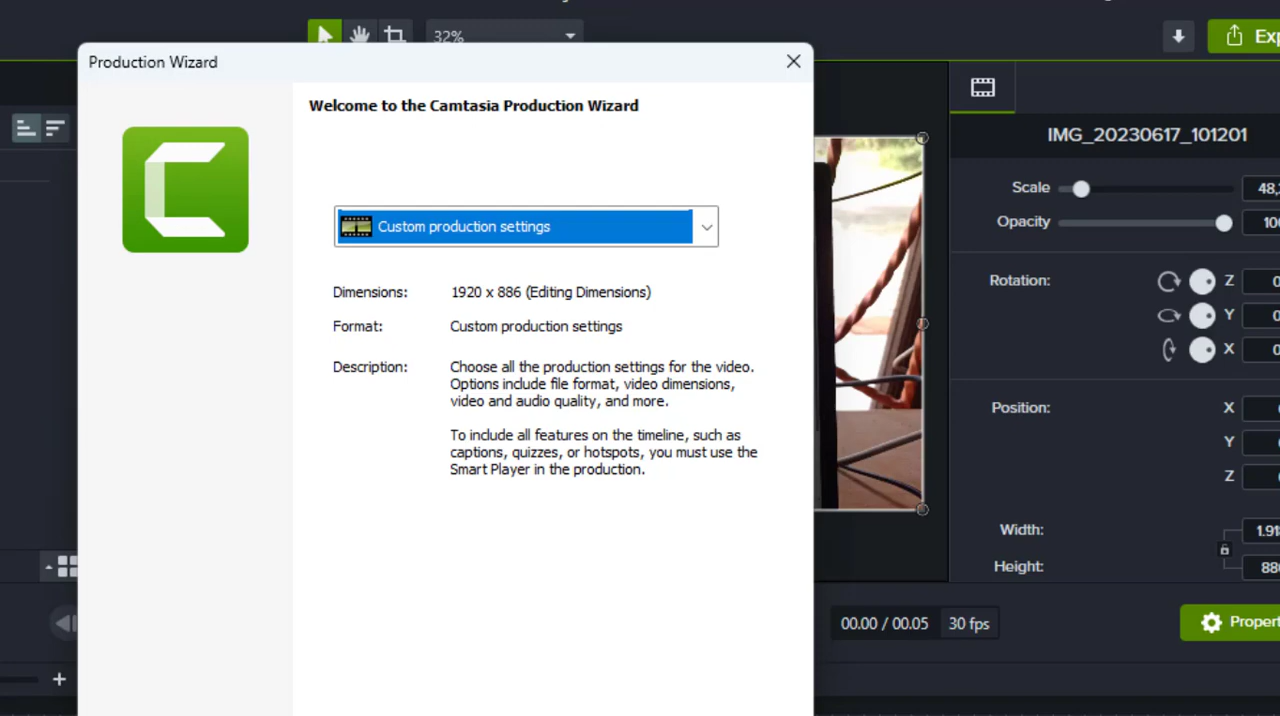 32%
Production Wizard
Welcome to the Camtasia Production Wizard
Custom production settings
Dimensions: 1920 x 886 (Editing Dimensions)
Format: Custom production settings
Description: Choose all the production settings for the video.
Options include file format, video dimensions,
video and audio quality, and more.
To include all features on the timeline, such as
captions, quizzes, or hotspots, you must use the
Smart Player in the production.
IMG_20230617_101201
Scale 48,
Opacity
Rotation: Z
Y
X
Position: X
Y
Z
Width: 1.91
Height: 88
00.00 / 00.05 30 fps